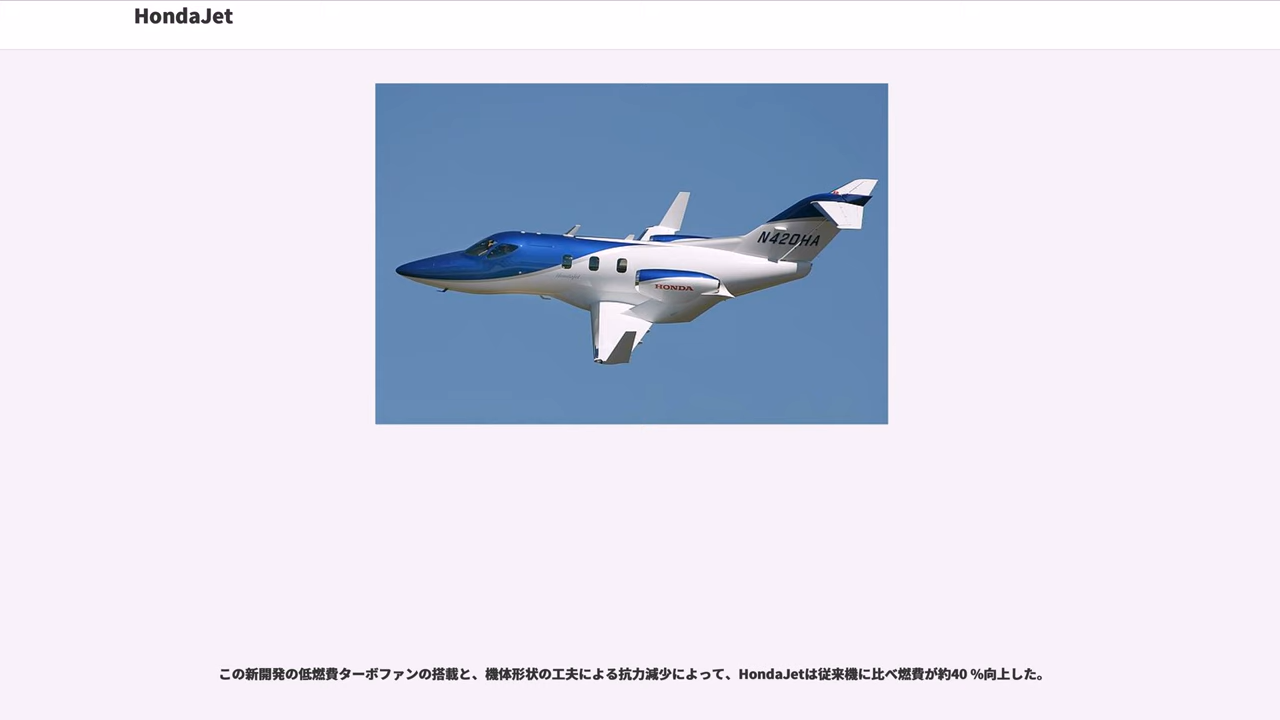 HondaJet
N420HA
HONDA
この新開発の低燃費ターボファンの搭載と、機体形状の工夫による抗力減少によって、HondaJetは従来機に比べ燃費が約40 %向上した。